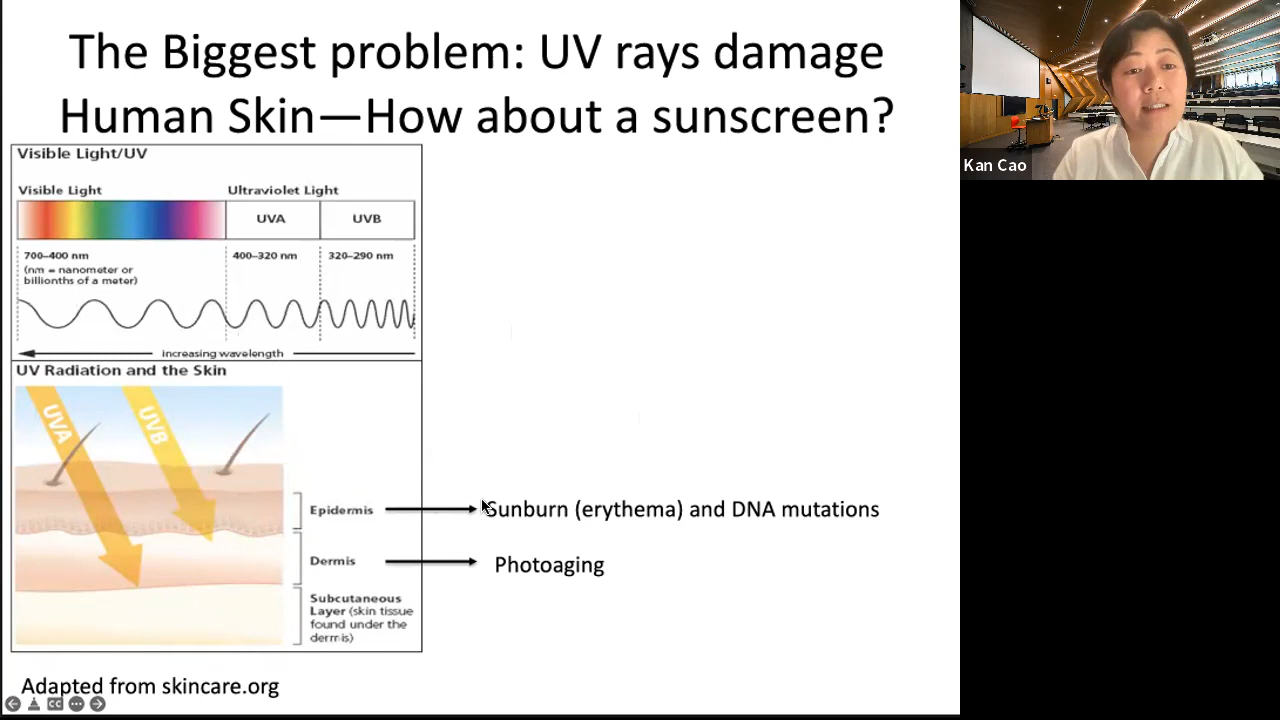 The Biggest problem: UV rays damage
Human Skin—How about a sunscreen?
Visible Light/UV
Visible Light
Ultraviolet Light
UVA
UVB
700–400 nm
(nm = nanometer or
billionths of a meter)
400–320 nm
320–290 nm
increasing wavelength
UV Radiation and the Skin
UVA
UVB
Epidermis
Sunburn (erythema) and DNA mutations
Dermis
Photoaging
Subcutaneous
Layer (skin tissue
found under the
dermis)
Adapted from skincare.org
CC
Kan Cao